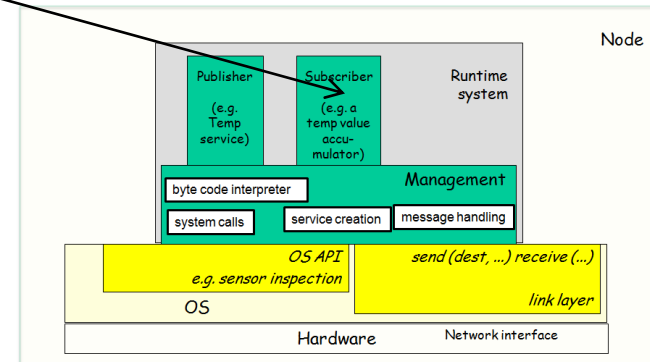 Node
Publisher
(e.g.
Temp
service)
Subscriber
(e.g. a
temp value
accu-
mulator)
Runtime
system
Management
byte code interpreter
system calls
service creation
message handling
OS API
e.g. sensor inspection
send (dest, ...) receive (...)
link layer
OS
Hardware
Network interface